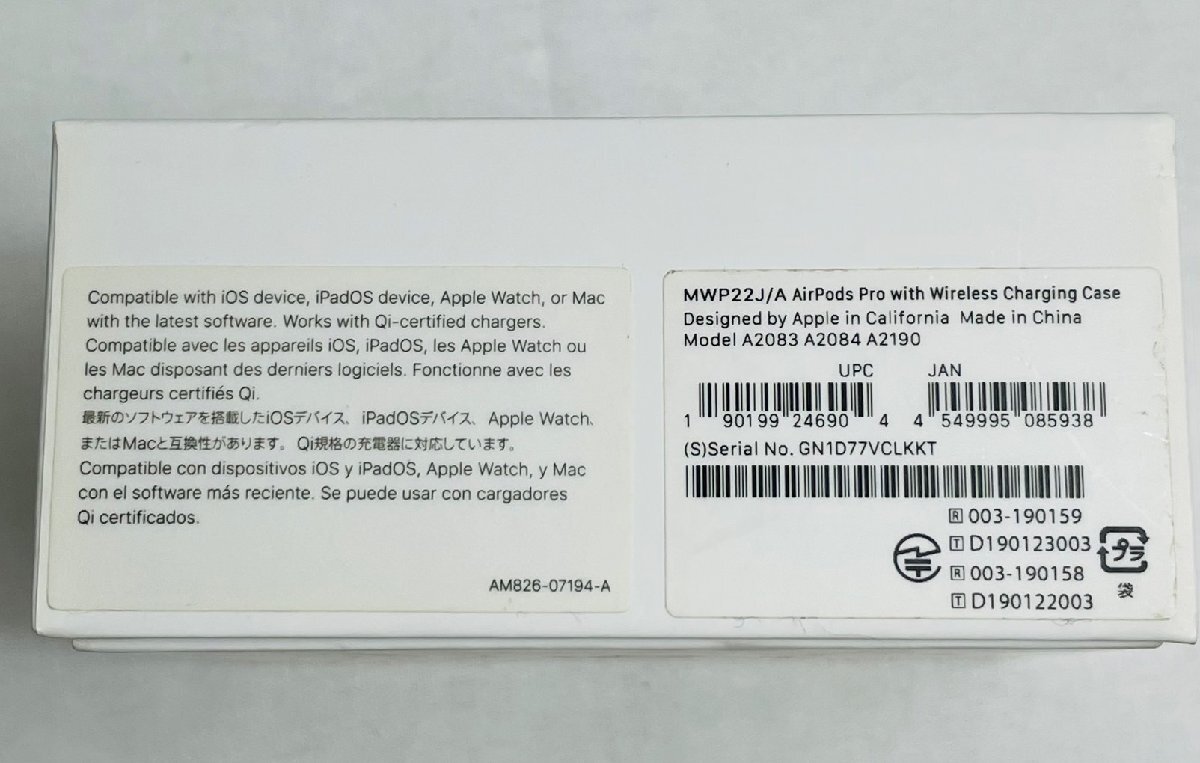 Compatible with iOS device, iPadOS device, Apple Watch, or Mac
with the latest software. Works with Qi-certified chargers.
Compatible avec les appareils iOS, iPadOS, les Apple Watch ou
les Mac disposant des derniers logiciels. Fonctionne avec les
chargeurs certifiés Qi.
最新のソフトウェアを搭載したiOSデバイス、iPadOSデバイス、Apple Watch、
またはMacと互換性があります。Qi規格の充電器に対応しています。
Compatible con dispositivos iOS y iPadOS, Apple Watch, y Mac
con el software más reciente. Se puede usar con cargadores
Qi certificados.
AM826-07194-A
MWP22J/A AirPods Pro with Wireless Charging Case
Designed by Apple in California Made in China
Model A2083 A2084 A2190
UPC JAN
1 90199 24690 4 4 549995 085938
(S)Serial No. GN1D77VCLKKT
R 003-190159
T D190123003
R 003-190158
T D190122003
プラ
袋